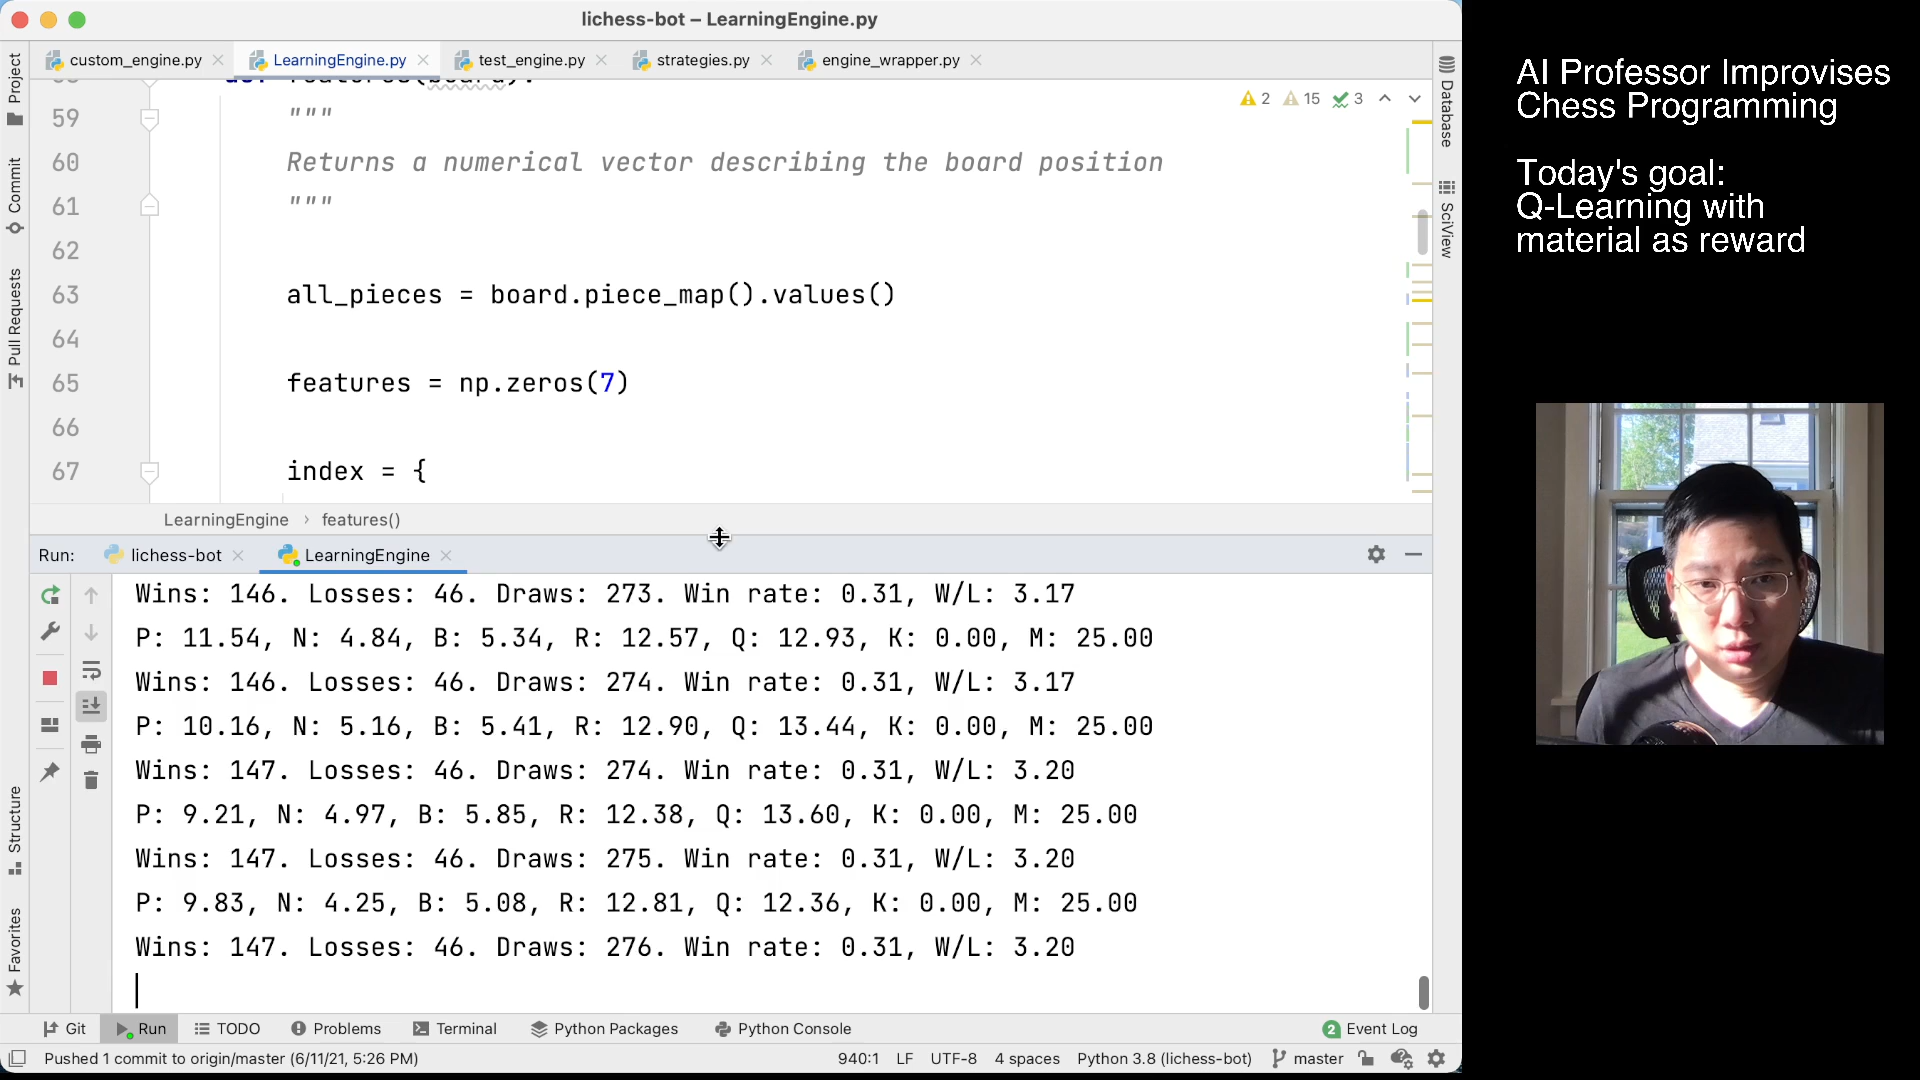 lichess-bot – LearningEngine.py
custom_engine.py
LearningEngine.py
test_engine.py
strategies.py
engine_wrapper.py
Project
Commit
Pull Requests
Structure
Favorites
Database
SciView
2 15 3
def features(board):
59 """
60 Returns a numerical vector describing the board position
61 """
62
63 all_pieces = board.piece_map().values()
64
65 features = np.zeros(7)
66
67 index = {
LearningEngine › features()
Run: lichess-bot LearningEngine
Wins: 146. Losses: 46. Draws: 273. Win rate: 0.31, W/L: 3.17
P: 11.54, N: 4.84, B: 5.34, R: 12.57, Q: 12.93, K: 0.00, M: 25.00
Wins: 146. Losses: 46. Draws: 274. Win rate: 0.31, W/L: 3.17
P: 10.16, N: 5.16, B: 5.41, R: 12.90, Q: 13.44, K: 0.00, M: 25.00
Wins: 147. Losses: 46. Draws: 274. Win rate: 0.31, W/L: 3.20
P: 9.21, N: 4.97, B: 5.85, R: 12.38, Q: 13.60, K: 0.00, M: 25.00
Wins: 147. Losses: 46. Draws: 275. Win rate: 0.31, W/L: 3.20
P: 9.83, N: 4.25, B: 5.08, R: 12.81, Q: 12.36, K: 0.00, M: 25.00
Wins: 147. Losses: 46. Draws: 276. Win rate: 0.31, W/L: 3.20
Git Run TODO Problems Terminal Python Packages Python Console 2 Event Log
Pushed 1 commit to origin/master (6/11/21, 5:26 PM) 940:1 LF UTF-8 4 spaces Python 3.8 (lichess-bot) master
AI Professor Improvises
Chess Programming
Today's goal:
Q-Learning with
material as reward